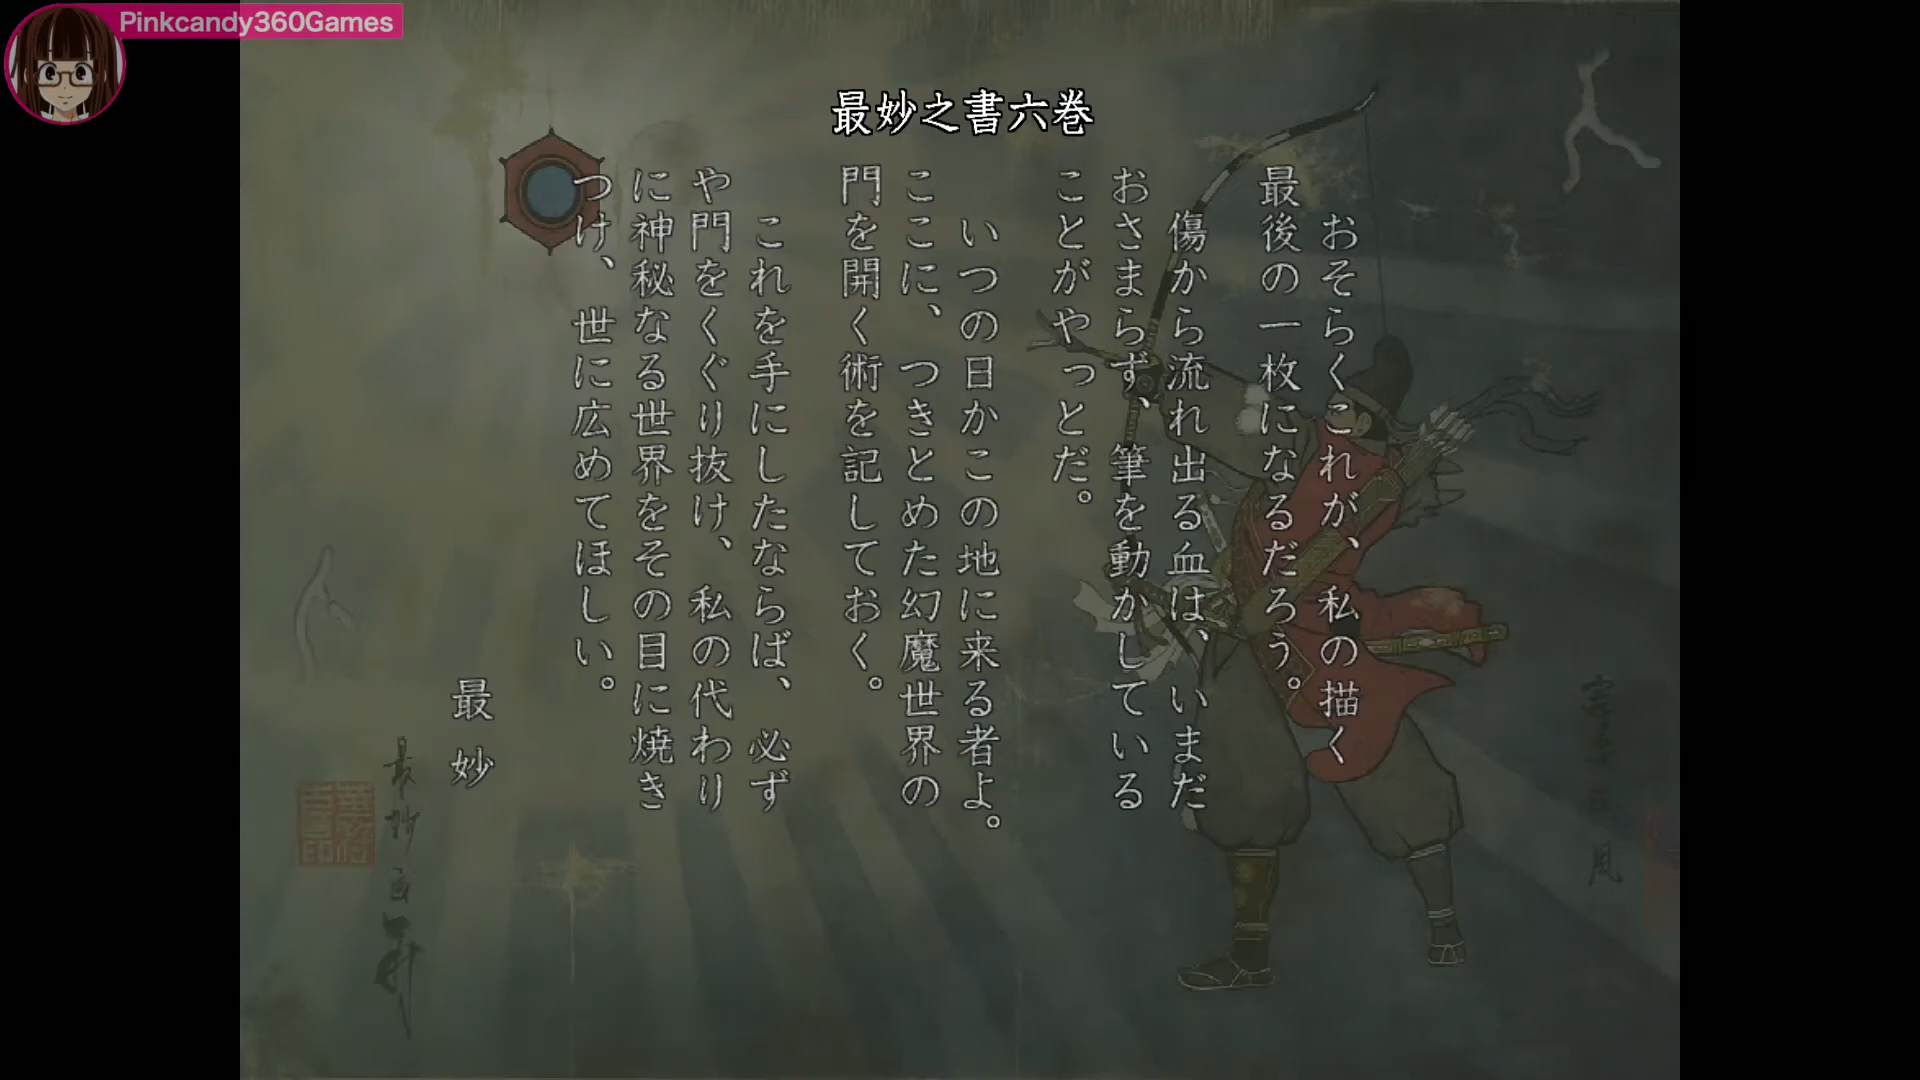 Pinkcandy360Games
最妙之書六巻
おそらくこれが、私の描く
最後の一枚になるだろう。
傷から流れ出る血は、いまだ
おさまらず、筆を動かしている
ことがやっとだ。
いつの日かこの地に来る者よ。
ここに、つきとめた幻魔世界の
門を開く術を記しておく。
これを手にしたならば、必ず
や門をくぐり抜け、私の代わり
に神秘なる世界をその目に焼き
つけ、世に広めてほしい。
最妙